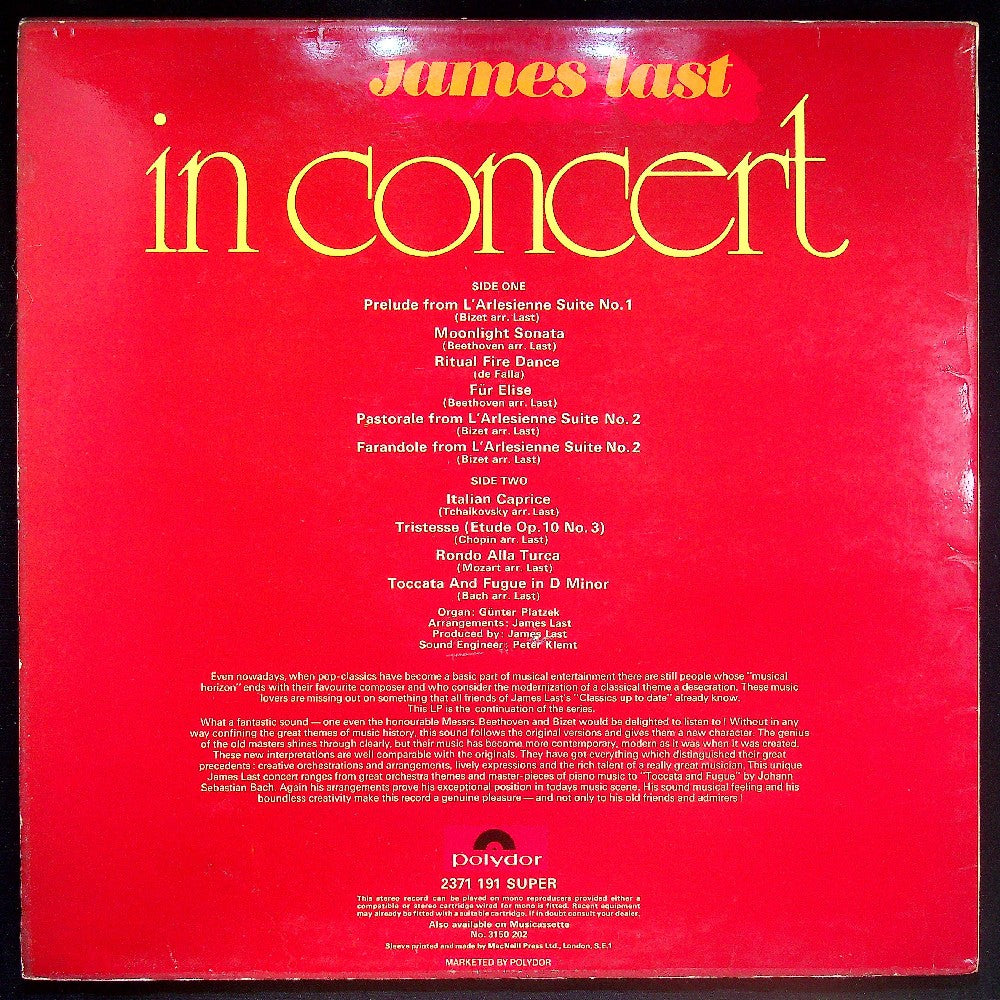 James last
in concert
SIDE ONE
Prelude from L'Arlesienne Suite No.1
(Bizet arr. Last)
Moonlight Sonata
(Beethoven arr. Last)
Ritual Fire Dance
(de Falla)
Für Elise
(Beethoven arr. Last)
Pastorale from L'Arlesienne Suite No.2
(Bizet arr. Last)
Farandole from L'Arlesienne Suite No.2
(Bizet arr. Last)
SIDE TWO
Italian Caprice
(Tchaikovsky arr. Last)
Tristesse (Etude Op.10 No.3)
(Chopin arr. Last)
Rondo Alla Turca
(Mozart arr. Last)
Toccata And Fugue in D Minor
(Bach arr. Last)
Organ: Günter Platzek
Arrangements: James Last
Produced by: James Last
Sound Engineer: Peter Klemt
Even nowadays, when pop-classics have become a basic part of musical entertainment there are still people whose "musical
horizon" ends with their favourite composer and who consider the modernization of a classical theme a desecration. These music
lovers are missing out on something that all friends of James Last's "Classics up to date" already know.
This LP is the continuation of the series.
What a fantastic sound — one even the honourable Messrs. Beethoven and Bizet would be delighted to listen to! Without in any
way confining the great themes of music history, this sound follows the original versions and gives them a new character. The genius
of the old masters shines through clearly, but their music has become more contemporary, modern as it was when it was created.
These new interpretations are well comparable with the originals. They have got everything which distinguished their great
precedents: creative orchestrations and arrangements, lively expressions and the rich talent of a really great musician. This unique
James Last concert ranges from great orchestra themes and master-pieces of piano music to "Toccata and Fugue" by Johann
Sebastian Bach. Again his arrangements prove his exceptional position in todays music scene. His sound musical feeling and his
boundless creativity make this record a genuine pleasure — and not only to his old friends and admirers!
polydor
2371 191 SUPER
This stereo record can be played on mono reproducers provided either a
compatible or stereo cartridge wired for mono is fitted. Recent equipment
may already be fitted with a suitable cartridge. If in doubt consult your dealer.
Also available on Musicassette
No. 3150 202
Sleeve printed and made by MacNeill Press Ltd., London, S.E.1
MARKETED BY POLYDOR